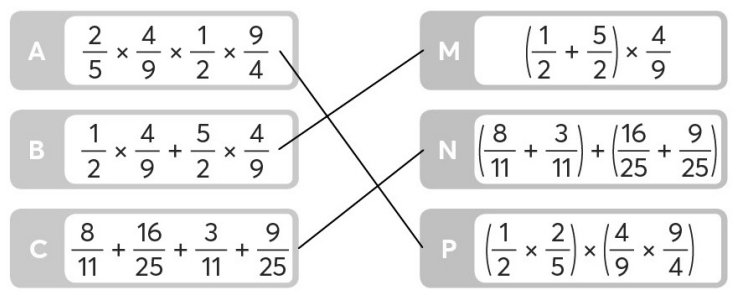 A 2/5 × 4/9 × 1/2 × 9/4
M (1/2 + 5/2) × 4/9
B 1/2 × 4/9 + 5/2 × 4/9
N (8/11 + 3/11) + (16/25 + 9/25)
C 8/11 + 16/25 + 3/11 + 9/25
P (1/2 × 2/5) × (4/9 × 9/4)